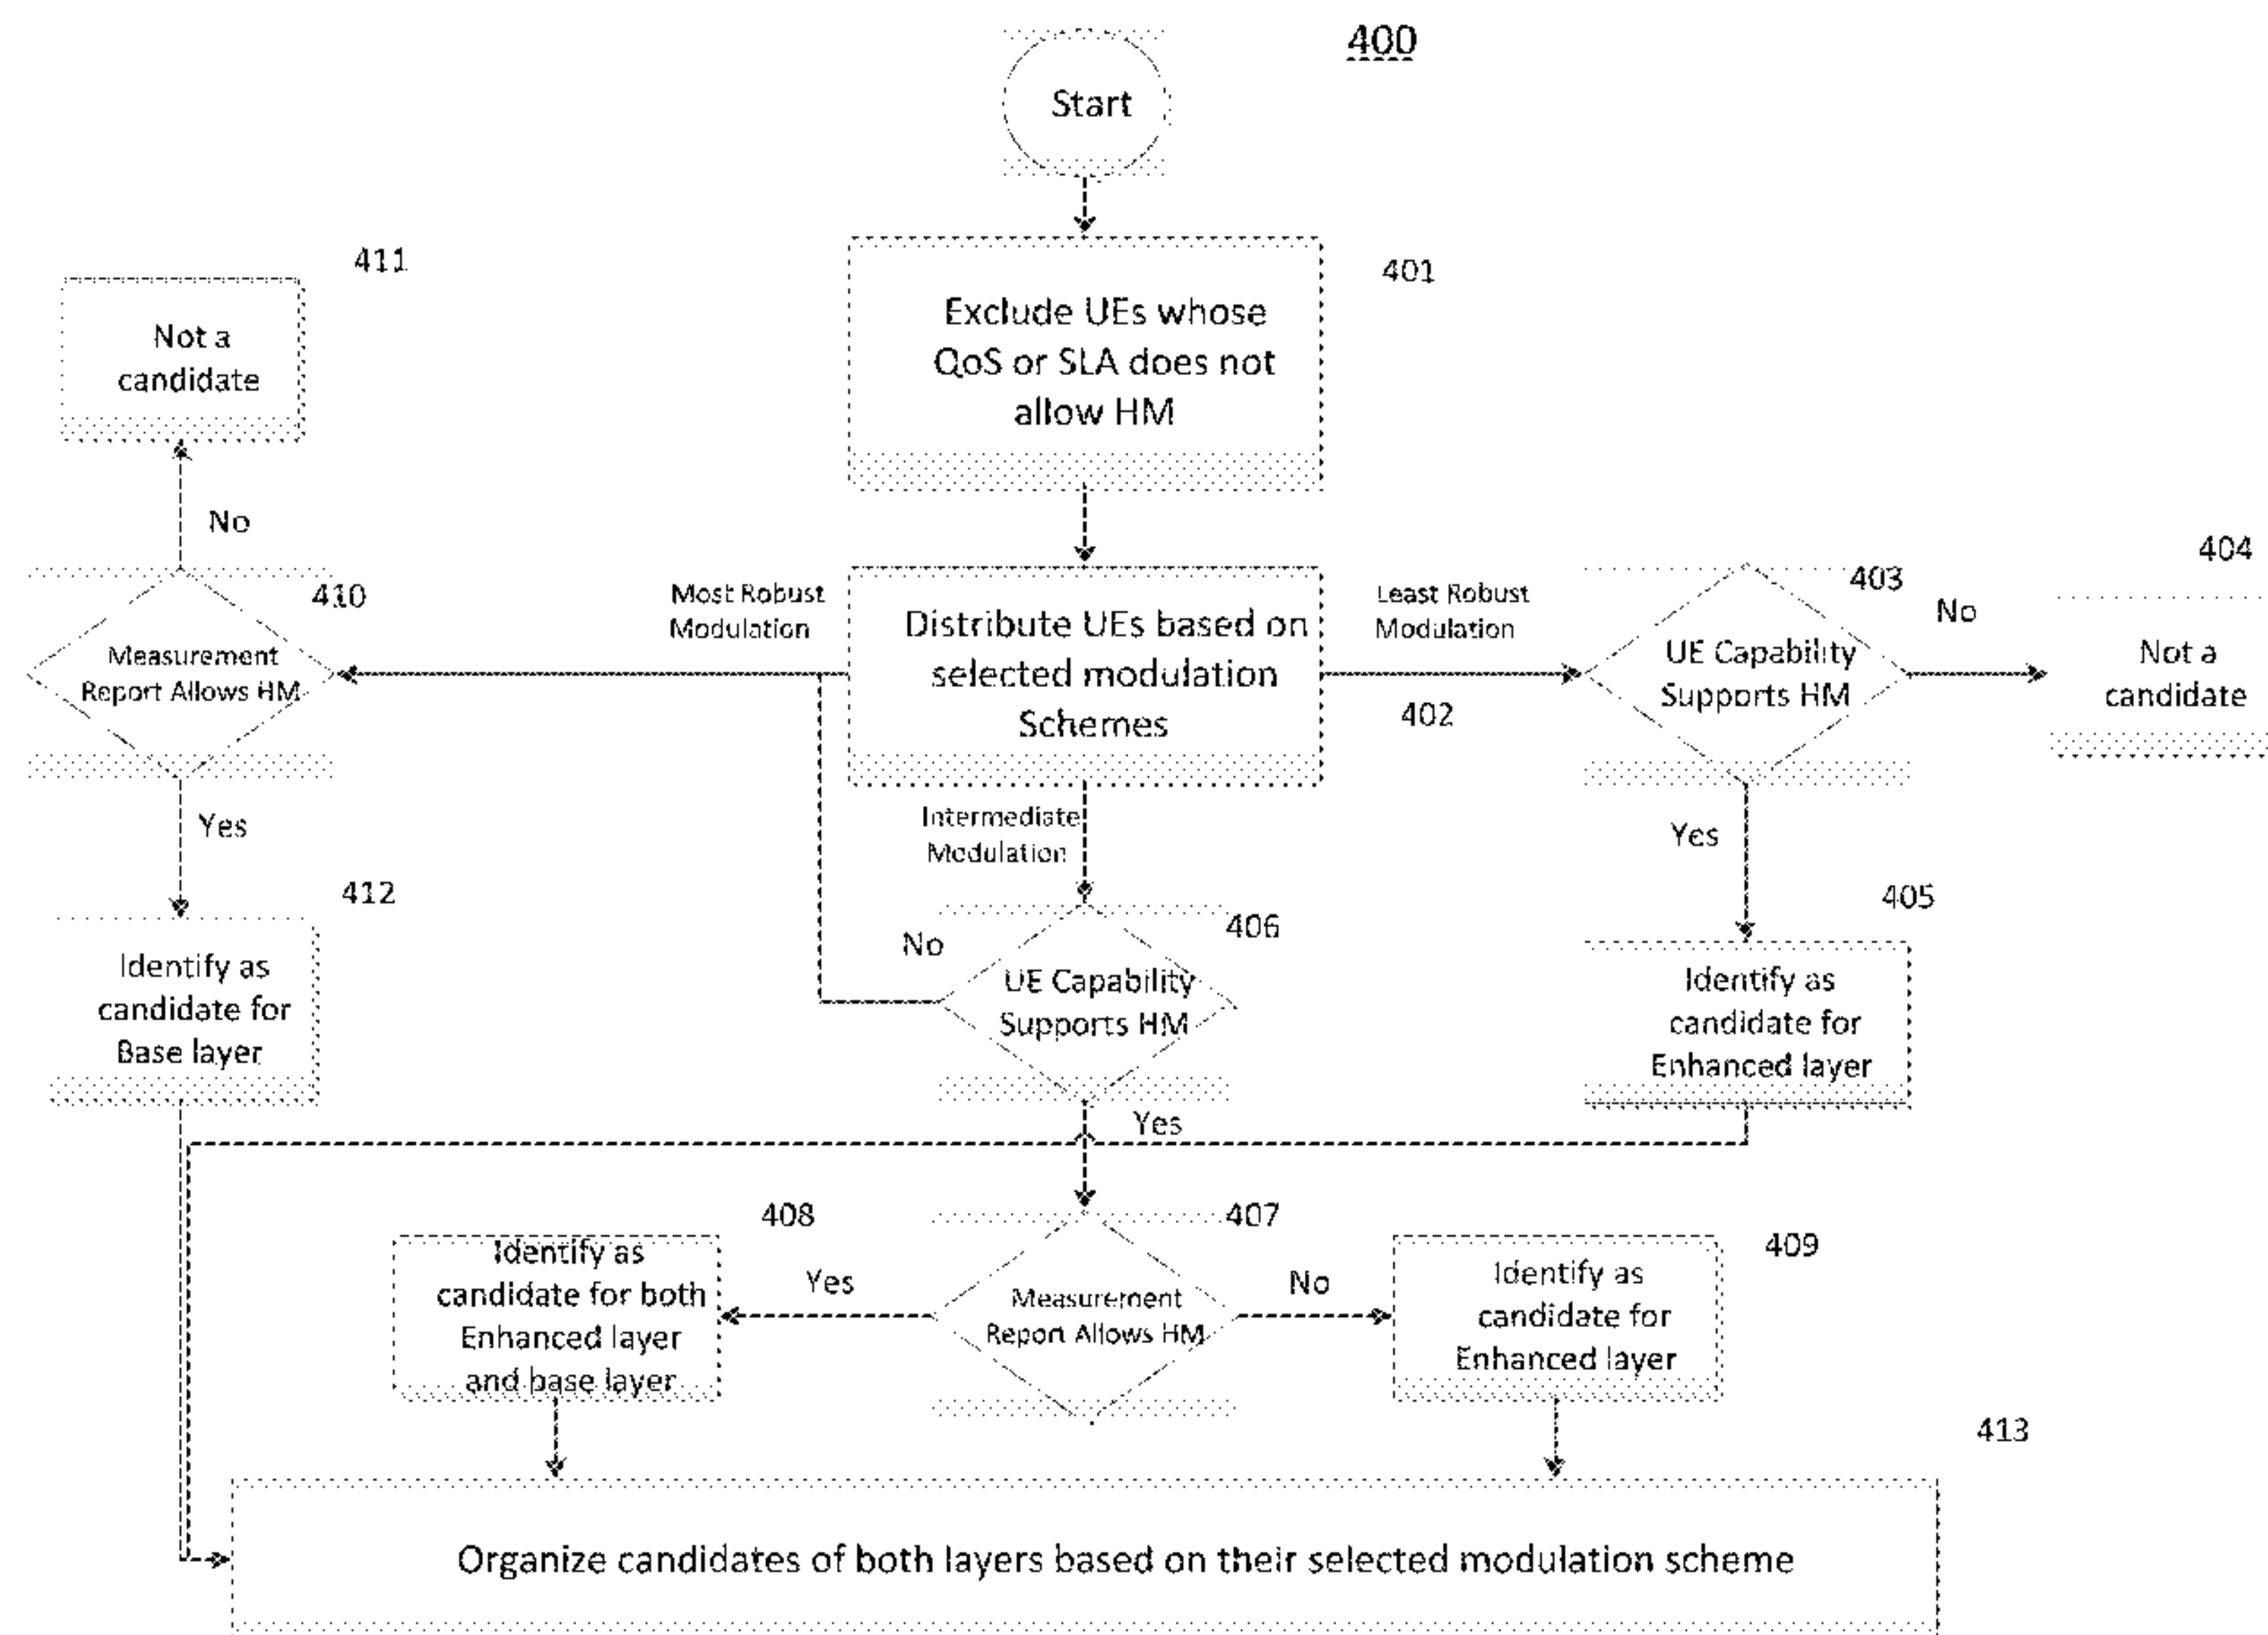 400
Start
401
Exclude UEs whose
QoS or SLA does not
allow HM
411
Not a
candidate
No
410
Measurement
Report Allows HM
Most Robust
Modulation
Distribute UEs based on
selected modulation
Schemes
Least Robust
Modulation
402
403
UE Capability
Supports HM
No
404
Not a
candidate
Yes
412
Identify as
candidate for
Base layer
Intermediate
Modulation
No
406
UE Capability
Supports HM
Yes
Yes
405
Identify as
candidate for
Enhanced layer
408
Identify as
candidate for both
Enhanced layer
and base layer
Yes
407
Measurement
Report Allows HM
No
409
Identify as
candidate for
Enhanced layer
413
Organize candidates of both layers based on their selected modulation scheme